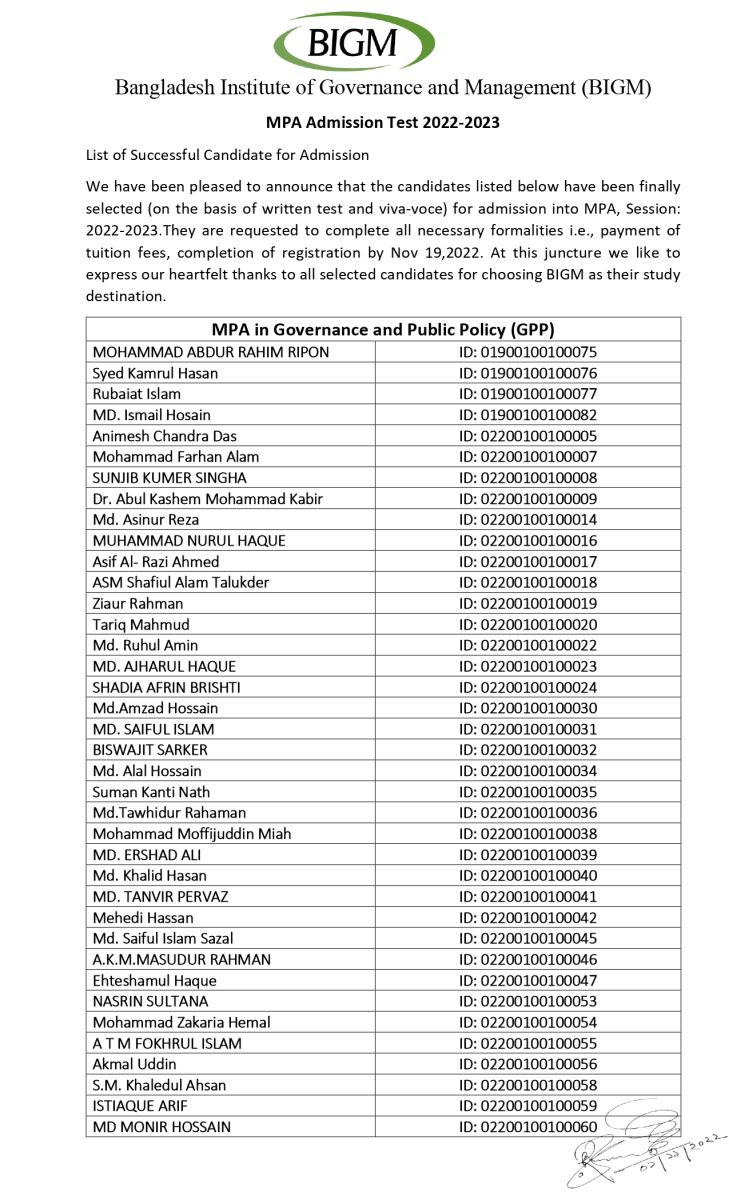 BIGM
Bangladesh Institute of Governance and Management (BIGM)
MPA Admission Test 2022-2023
List of Successful Candidate for Admission
We have been pleased to announce that the candidates listed below have been finally
selected (on the basis of written test and viva-voce) for admission into MPA, Session:
2022-2023.They are requested to complete all necessary formalities i.e., payment of
tuition fees, completion of registration by Nov 19,2022. At this juncture we like to
express our heartfelt thanks to all selected candidates for choosing BIGM as their study
destination.
MPA in Governance and Public Policy (GPP)
MOHAMMAD ABDUR RAHIM RIPON ID: 01900100100075
Syed Kamrul Hasan ID: 01900100100076
Rubaiat Islam ID: 01900100100077
MD. Ismail Hosain ID: 01900100100082
Animesh Chandra Das ID: 02200100100005
Mohammad Farhan Alam ID: 02200100100007
SUNJIB KUMER SINGHA ID: 02200100100008
Dr. Abul Kashem Mohammad Kabir ID: 02200100100009
Md. Asinur Reza ID: 02200100100014
MUHAMMAD NURUL HAQUE ID: 02200100100016
Asif Al- Razi Ahmed ID: 02200100100017
ASM Shafiul Alam Talukder ID: 02200100100018
Ziaur Rahman ID: 02200100100019
Tariq Mahmud ID: 02200100100020
Md. Ruhul Amin ID: 02200100100022
MD. AJHARUL HAQUE ID: 02200100100023
SHADIA AFRIN BRISHTI ID: 02200100100024
Md.Amzad Hossain ID: 02200100100030
MD. SAIFUL ISLAM ID: 02200100100031
BISWAJIT SARKER ID: 02200100100032
Md. Alal Hossain ID: 02200100100034
Suman Kanti Nath ID: 02200100100035
Md.Tawhidur Rahaman ID: 02200100100036
Mohammad Moffijuddin Miah ID: 02200100100038
MD. ERSHAD ALI ID: 02200100100039
Md. Khalid Hasan ID: 02200100100040
MD. TANVIR PERVAZ ID: 02200100100041
Mehedi Hassan ID: 02200100100042
Md. Saiful Islam Sazal ID: 02200100100045
A.K.M.MASUDUR RAHMAN ID: 02200100100046
Ehteshamul Haque ID: 02200100100047
NASRIN SULTANA ID: 02200100100053
Mohammad Zakaria Hemal ID: 02200100100054
A T M FOKHRUL ISLAM ID: 02200100100055
Akmal Uddin ID: 02200100100056
S.M. Khaledul Ahsan ID: 02200100100058
ISTIAQUE ARIF ID: 02200100100059
MD MONIR HOSSAIN ID: 02200100100060